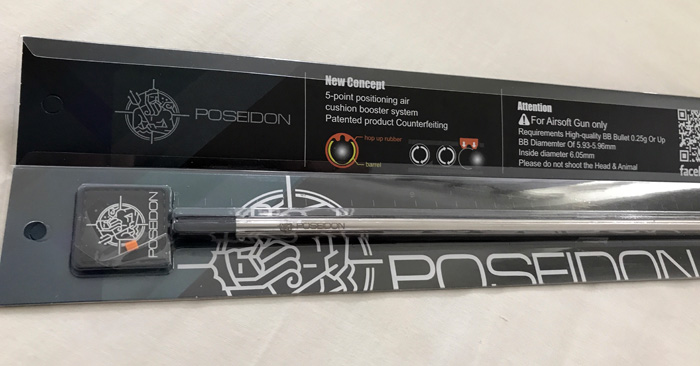 POSEIDON
New Concept
5-point positioning air
cushion booster system
Patented product Counterfeiting
hop up rubber
barrel
Attention
For Airsoft Gun only
Requirements High-quality BB Bullet 0.25g Or Up
BB Diamemter Of 5.93-5.96mm
Inside diameter 6.05mm
Please do not shoot the Head & Animal
POSEIDON
POSEIDON
POSEIDON